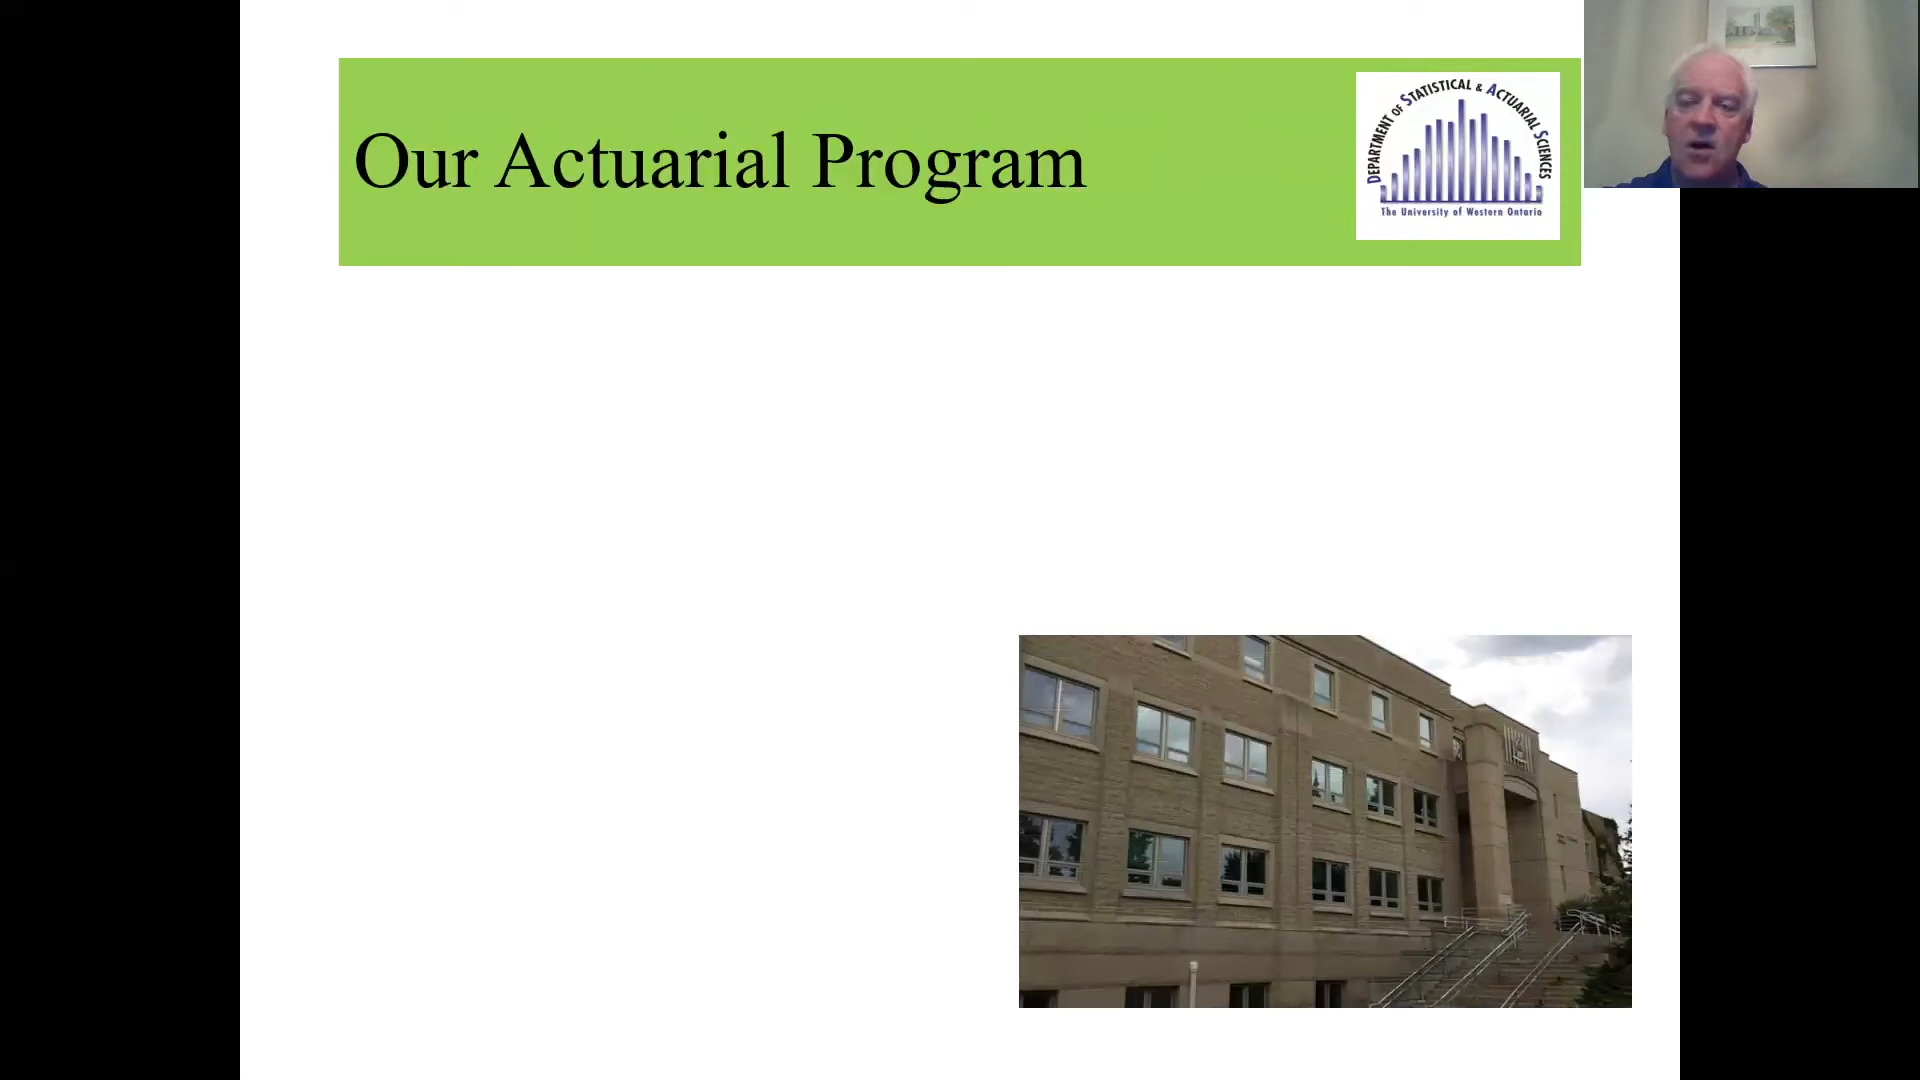 Our Actuarial Program
DEPARTMENT OF STATISTICAL & ACTUARIAL SCIENCES
The University of Western Ontario